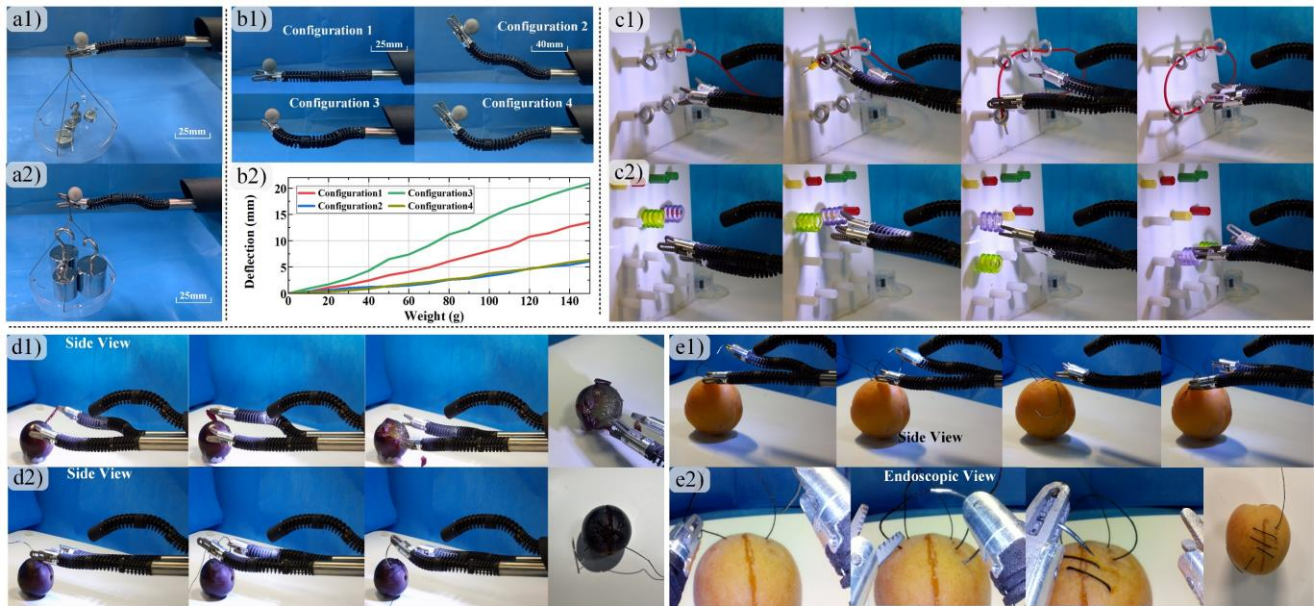 a1)
25mm
a2)
25mm
b1)
Configuration 1
25mm
Configuration 2
40mm
Configuration 3
Configuration 4
b2)
Configuration1
Configuration3
Configuration2
Configuration4
Deflection (mm)
20
15
10
5
0
0
20
40
60
80
100
120
140
Weight (g)
c1)
c2)
d1)
Side View
d2)
Side View
e1)
Side View
e2)
Endoscopic View